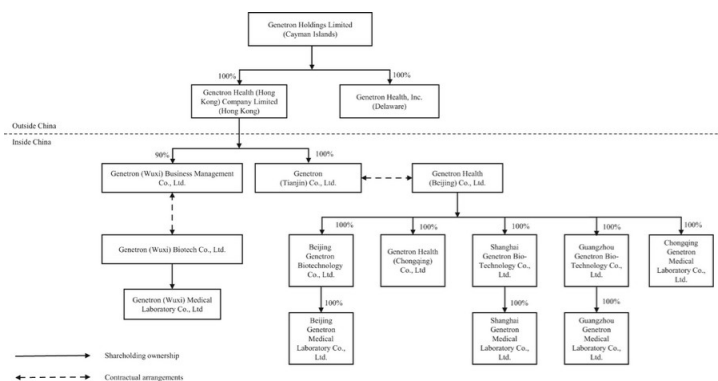 Genetron Holdings Limited
(Cayman Islands)
100%
100%
Genetron Health (Hong
Kong) Company Limited
(Hong Kong)
Genetron Health, Inc.
(Delaware)
Outside China
Inside China
90%
100%
Genetron (Wuxi) Business Management
Co., Ltd.
Genetron
(Tianjin) Co., Ltd.
Genetron Health
(Beijing) Co., Ltd.
100%
100%
100%
100%
100%
Genetron (Wuxi) Biotech Co., Ltd.
Beijing
Genetron
Biotechnology
Co., Ltd.
Genetron Health
(Chongqing)
Co., Ltd
Shanghai
Genetron Bio-
Technology Co.,
Ltd.
Guangzhou
Genetron Bio-
Technology Co.,
Ltd.
Chongqing
Genetron
Medical
Laboratory Co.,
Ltd.
100%
100%
100%
Genetron (Wuxi) Medical
Laboratory Co., Ltd
Beijing
Genetron
Medical
Laboratory Co.,
Ltd.
Shanghai
Genetron
Medical
Laboratory Co.,
Ltd.
Guangzhou
Genetron
Medical
Laboratory Co.,
Ltd.
Shareholding ownership
Contractual arrangements